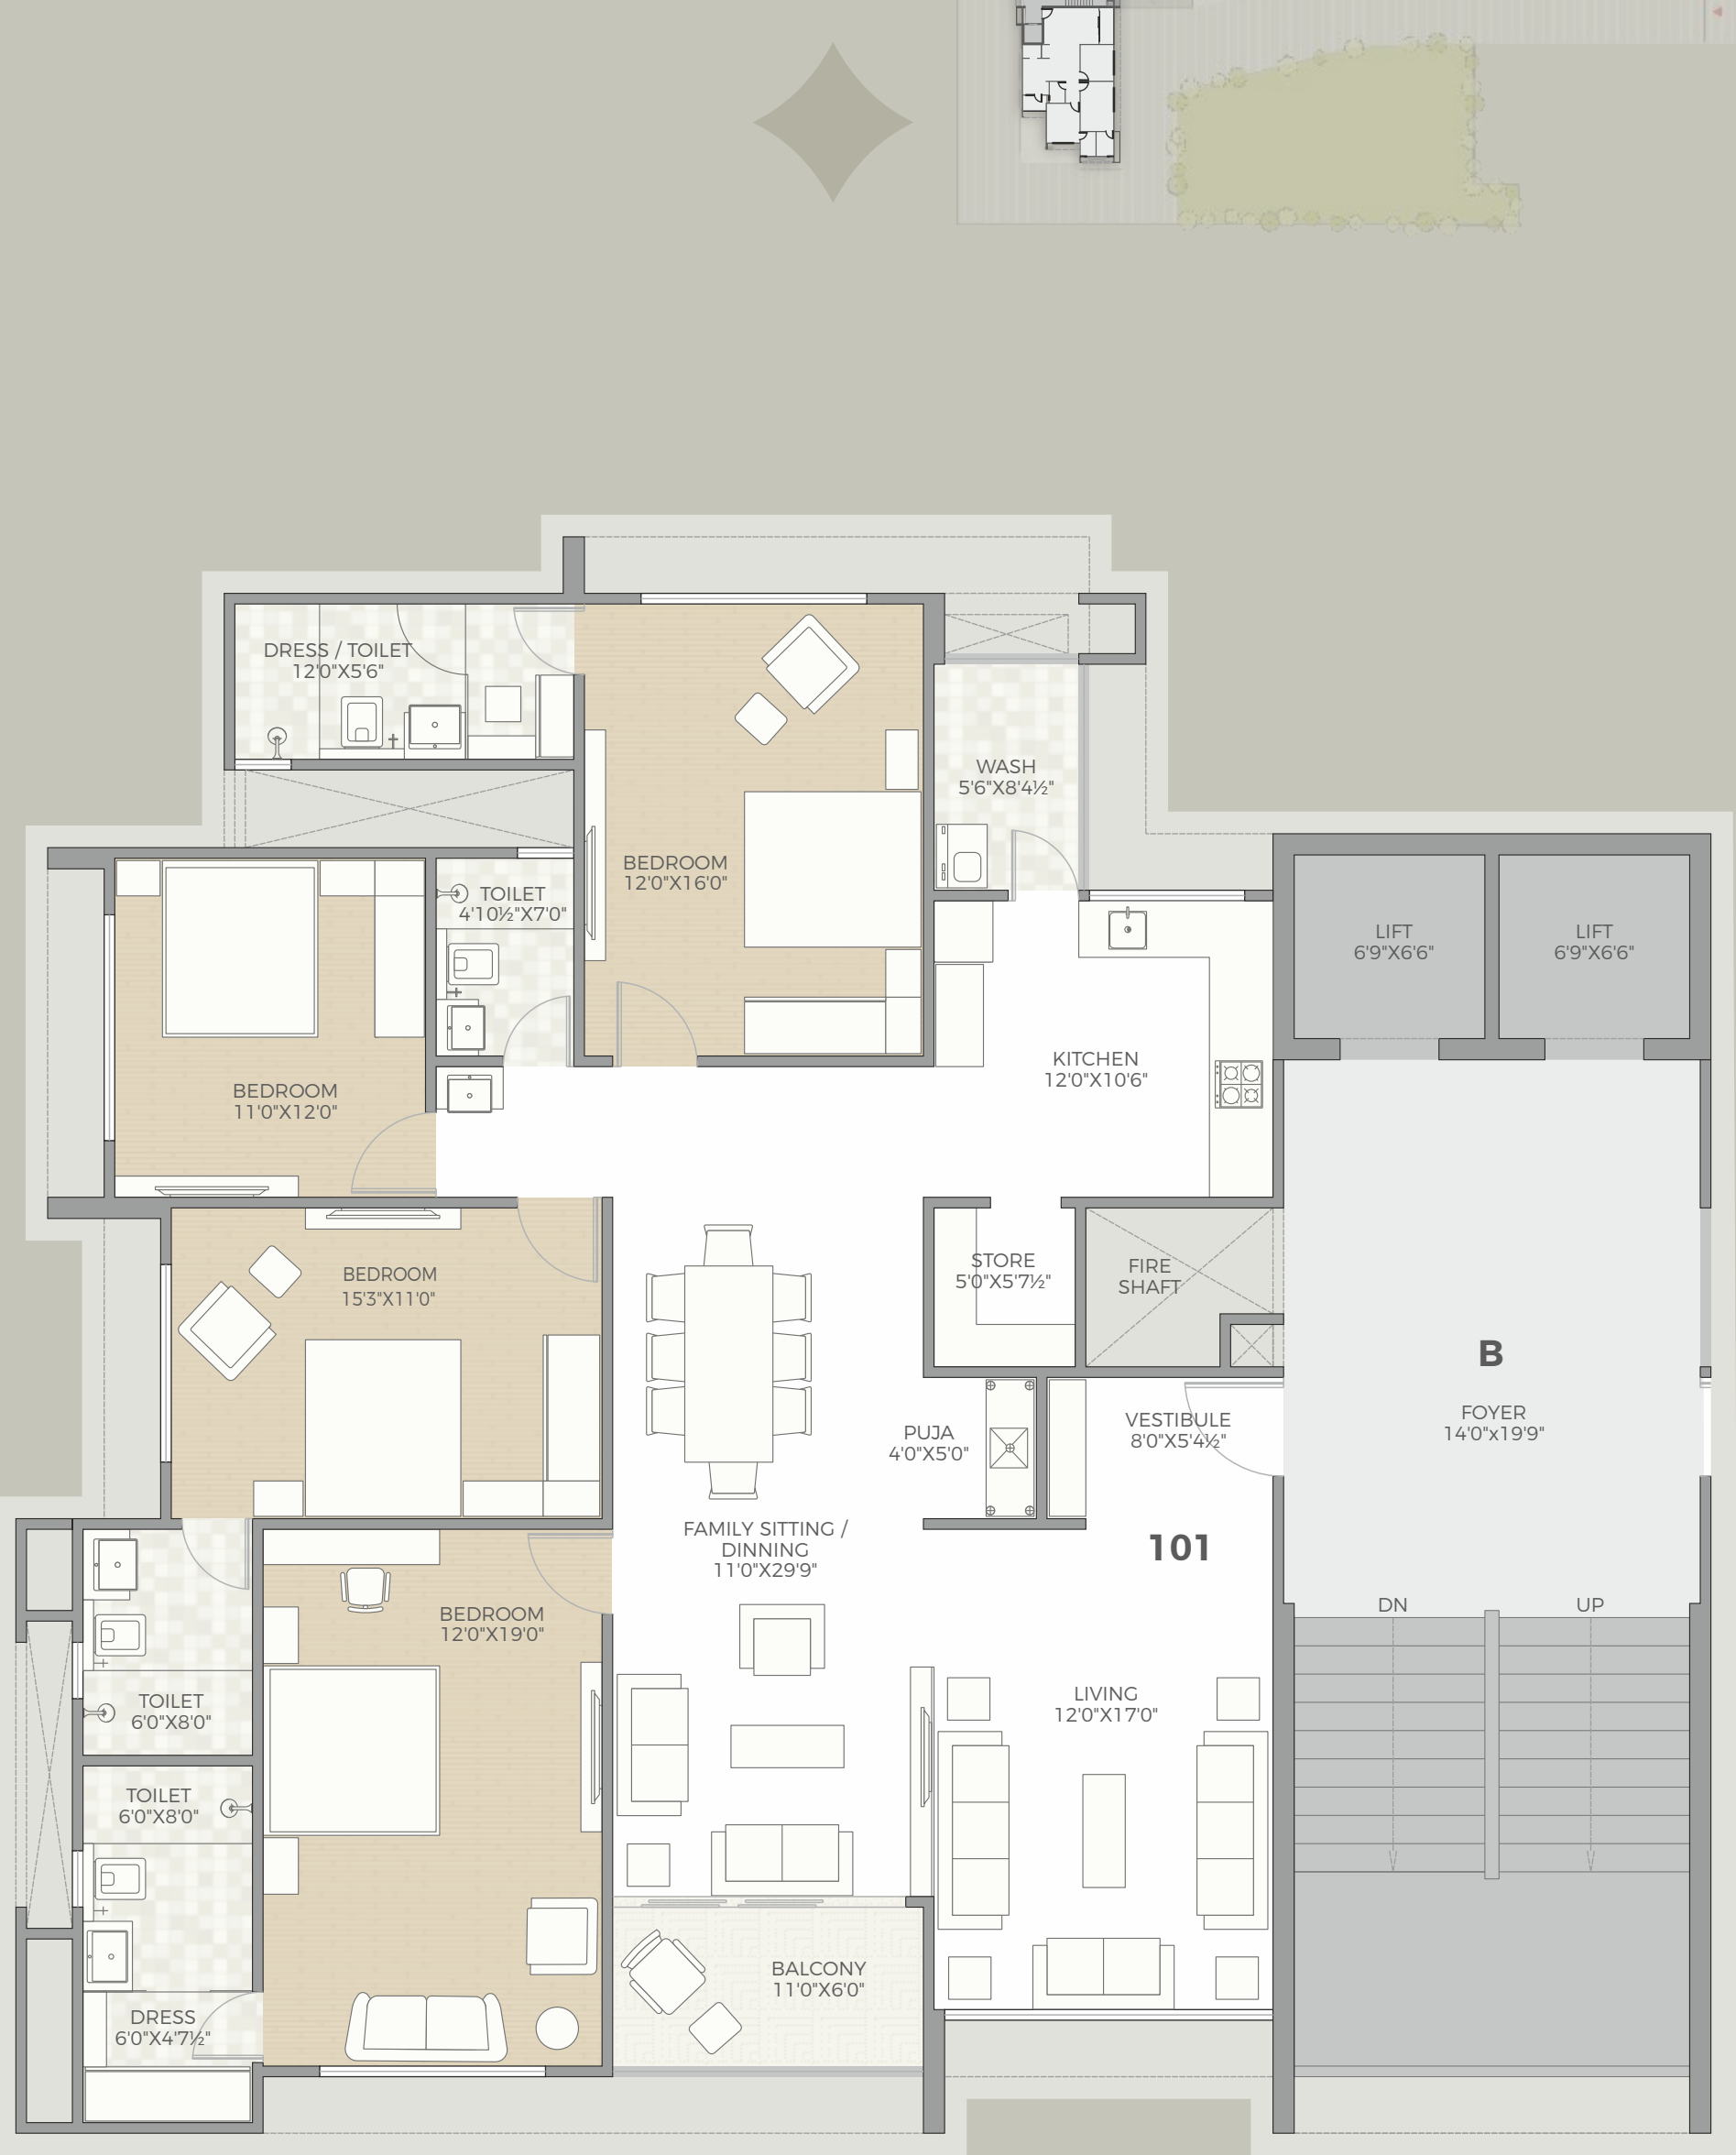 DRESS / TOILET
12'0"X5'6"
WASH
5'6"X8'4½"
BEDROOM
12'0"X16'0"
TOILET
4'10½"X7'0"
LIFT
6'9"X6'6"
LIFT
6'9"X6'6"
KITCHEN
12'0"X10'6"
BEDROOM
11'0"X12'0"
STORE
5'0"X5'7½"
FIRE
SHAFT
BEDROOM
15'3"X11'0"
B
FOYER
14'0"x19'9"
VESTIBULE
8'0"X5'4½"
PUJA
4'0"X5'0"
FAMILY SITTING /
DINNING
11'0"X29'9"
101
DN
UP
BEDROOM
12'0"X19'0"
TOILET
6'0"X8'0"
LIVING
12'0"X17'0"
TOILET
6'0"X8'0"
BALCONY
11'0"X6'0"
DRESS
6'0"X4'7½"